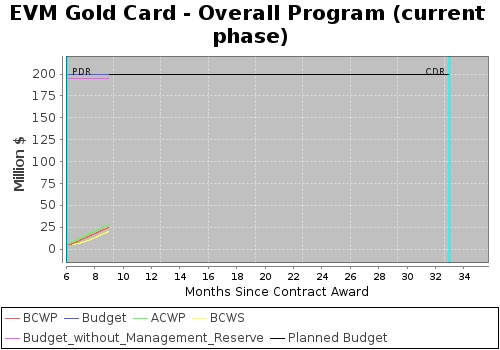 EVM Gold Card - Overall Program (current
phase)
PDR
CDR
200
175
150
125
100
75
50
25
0
Million $
6 8 10 12 14 16 18 20 22 24 26 28 30 32 34
Months Since Contract Award
BCWP Budget ACWP BCWS
Budget_without_Management_Reserve Planned Budget